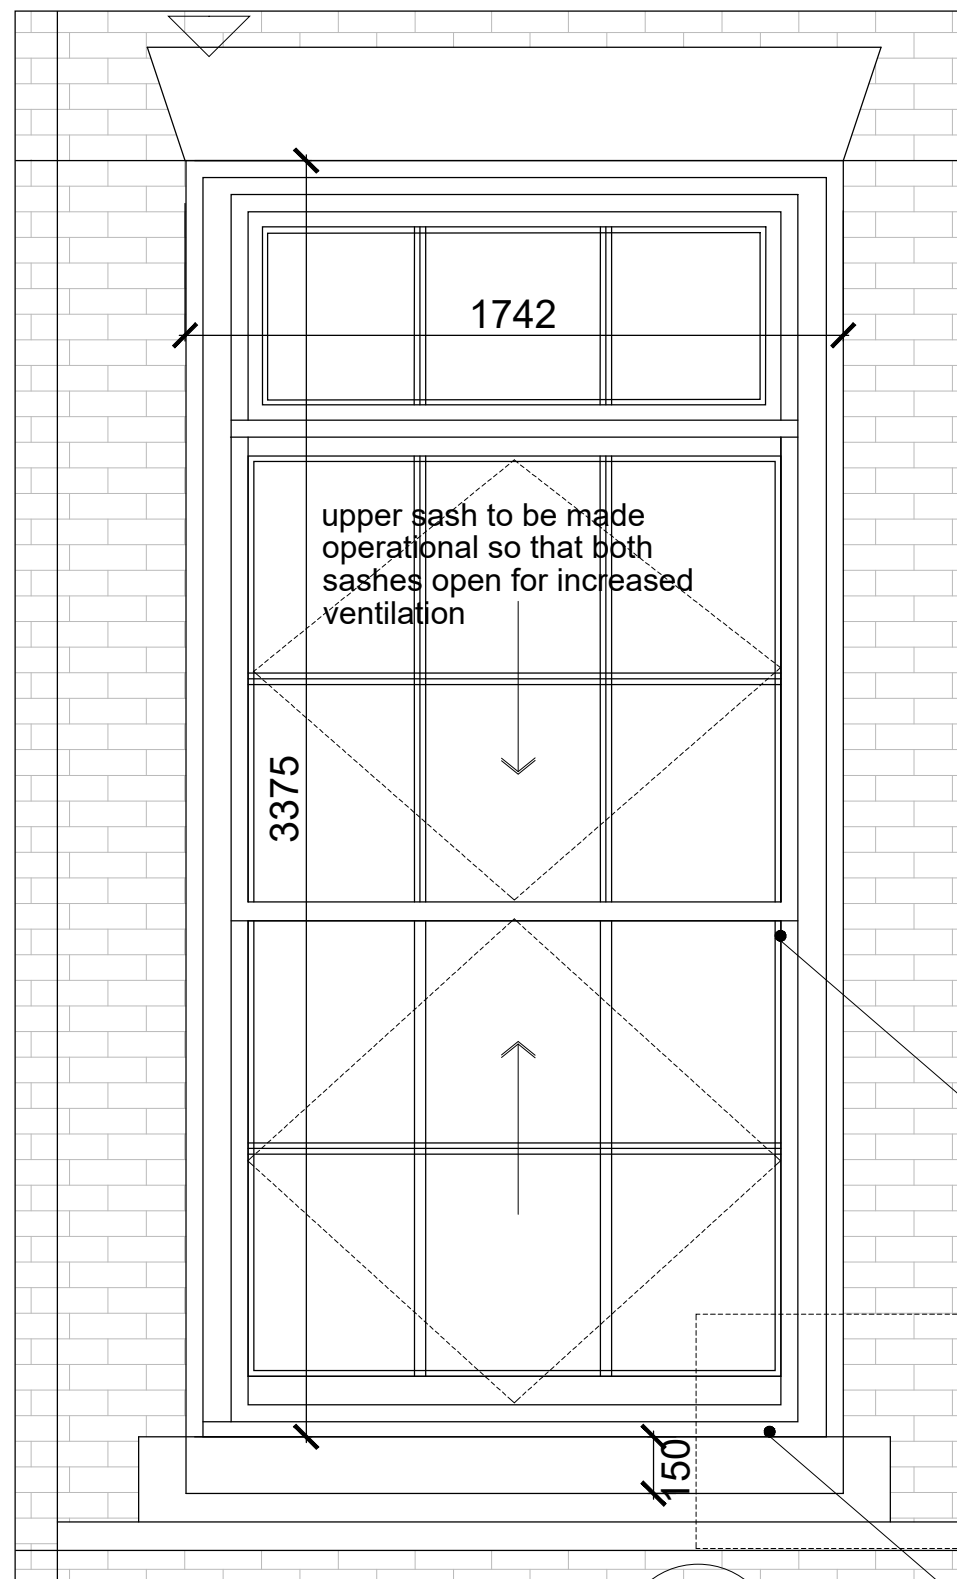 1742
upper sash to be made
operational so that both
sashes open for increased
ventilation
3375
150